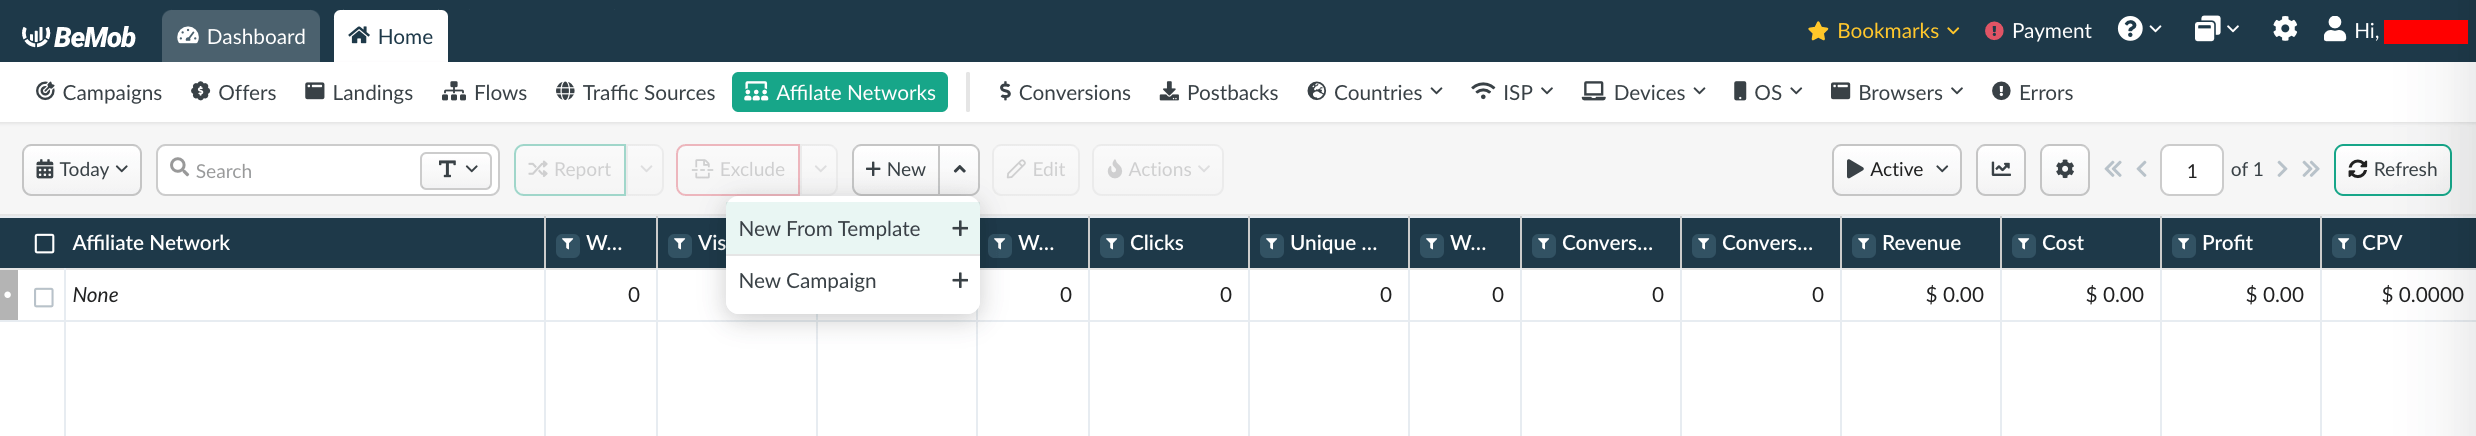 BeMob Dashboard Home Bookmarks Payment Hi,
Campaigns Offers Landings Flows Traffic Sources Affilate Networks Conversions Postbacks Countries ISP Devices OS Browsers Errors
Today Search T Report Exclude + New Edit Actions Active 1 of 1 Refresh
New From Template +
New Campaign +
Affiliate Network W... Vis W... Clicks Unique ... W... Convers... Convers... Revenue Cost Profit CPV
None 0 0 0 0 0 0 0 $ 0.00 $ 0.00 $ 0.00 $ 0.0000